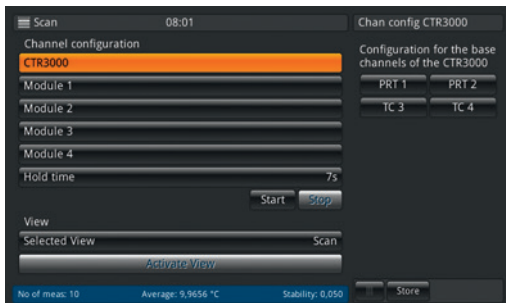 Scan 08:01
Channel configuration
CTR3000
Module 1
Module 2
Module 3
Module 4
Hold time 7s
Start Stop
View
Selected View Scan
Activate View
No of meas: 10 Average: 9,9656 °C Stability: 0,050
Chan config CTR3000
Configuration for the base
channels of the CTR3000
PRT 1 PRT 2
TC 3 TC 4
Store